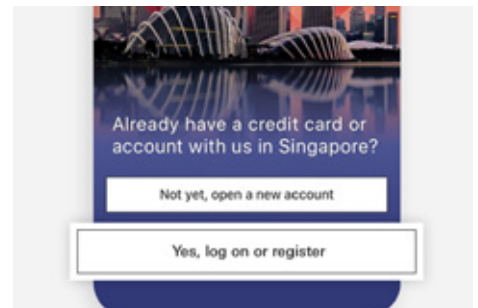 Already have a credit card or
account with us in Singapore?
Not yet, open a new account
Yes, log on or register